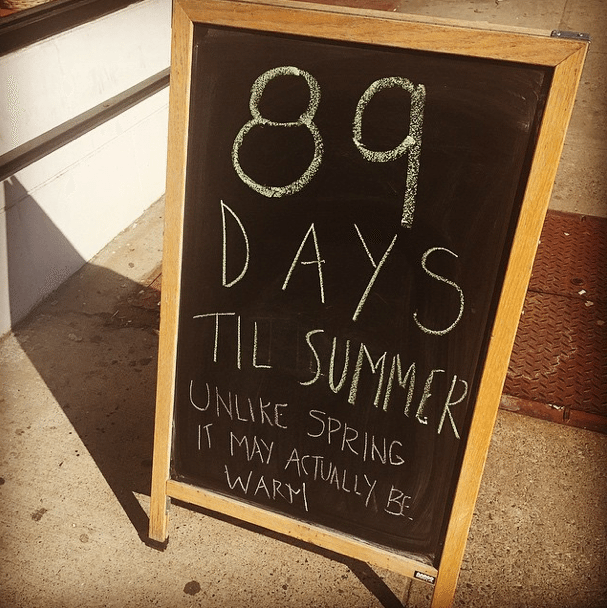 89
DAYS
TIL SUMMER
UNLIKE SPRING
IT MAY ACTUALLY BE
WARM